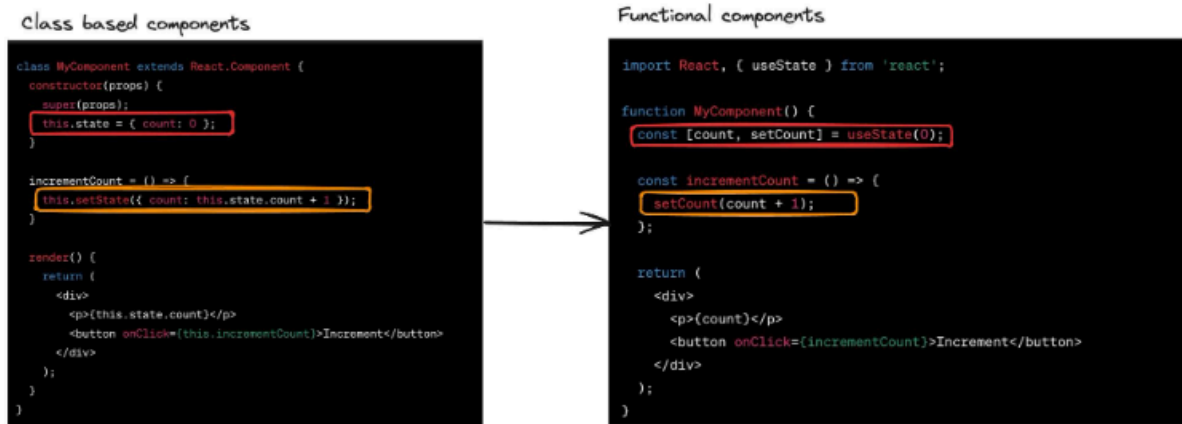 Class based components
class MyComponent extends React.Component {
constructor(props) {
super(props);
this.state = { count: 0 };
}
incrementCount = () => {
this.setState({ count: this.state.count + 1 });
}
render() {
return (
<div>
<p>{this.state.count}</p>
<button onClick={this.incrementCount}>Increment</button>
</div>
);
}
}
Functional components
import React, { useState } from 'react';
function MyComponent() {
const [count, setCount] = useState(0);
const incrementCount = () => {
setCount(count + 1);
};
return (
<div>
<p>{count}</p>
<button onClick={incrementCount}>Increment</button>
</div>
);
}